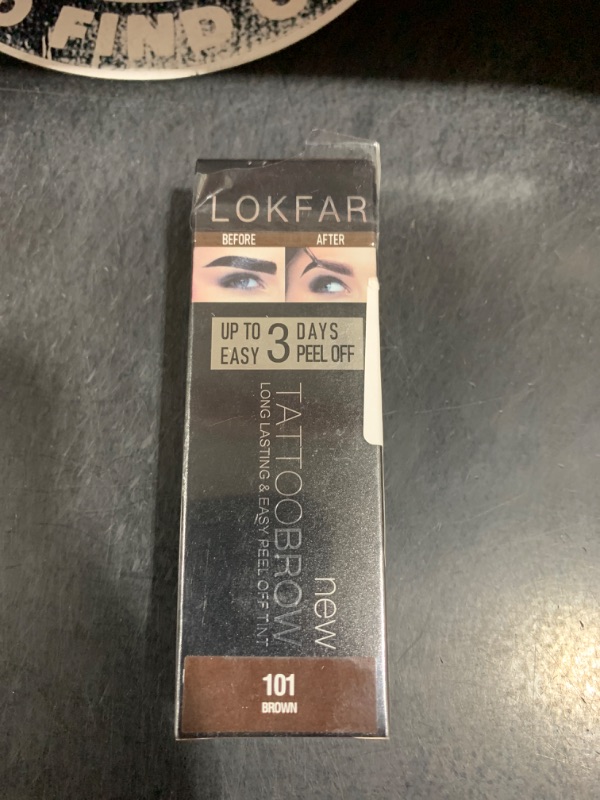 FIND
LOKFAR
BEFORE AFTER
UP TO 3 DAYS
EASY PEEL OFF
new
TATTOOBROW
LONG LASTING & EASY PEEL OFF TINT
101
BROWN